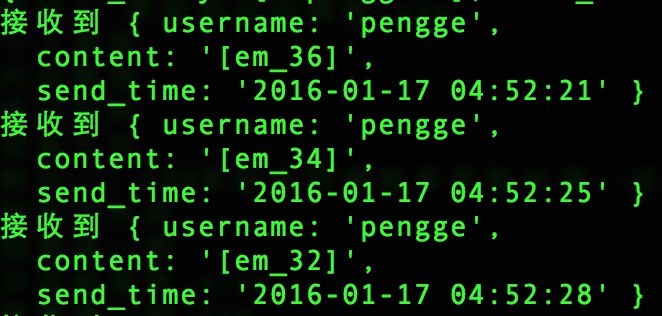 接收到 { username: 'pengge',
content: '[em_36]',
send_time: '2016-01-17 04:52:21' }
接收到 { username: 'pengge',
content: '[em_34]',
send_time: '2016-01-17 04:52:25' }
接收到 { username: 'pengge',
content: '[em_32]',
send_time: '2016-01-17 04:52:28' }